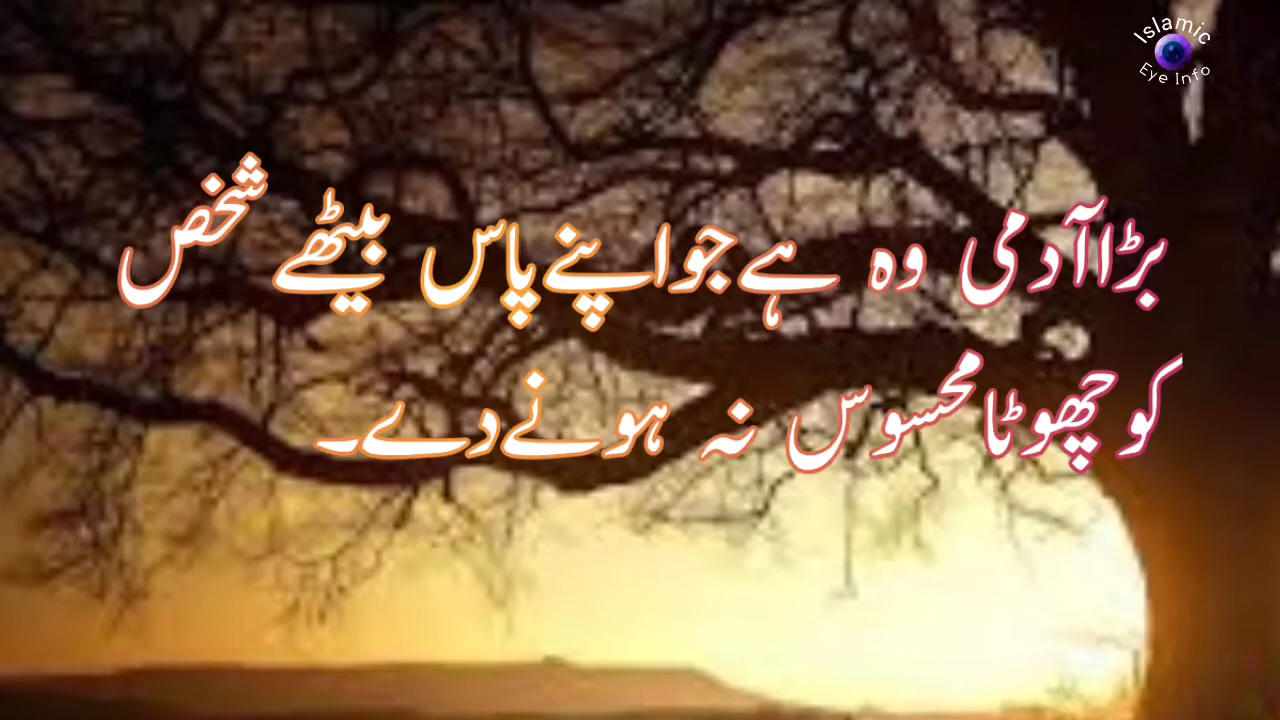 Islamic
Eye Info
بڑا آدمی وہ ہے جو اپنے پاس بیٹھے شخص
کو چھوٹا محسوس نہ ہونے دے۔